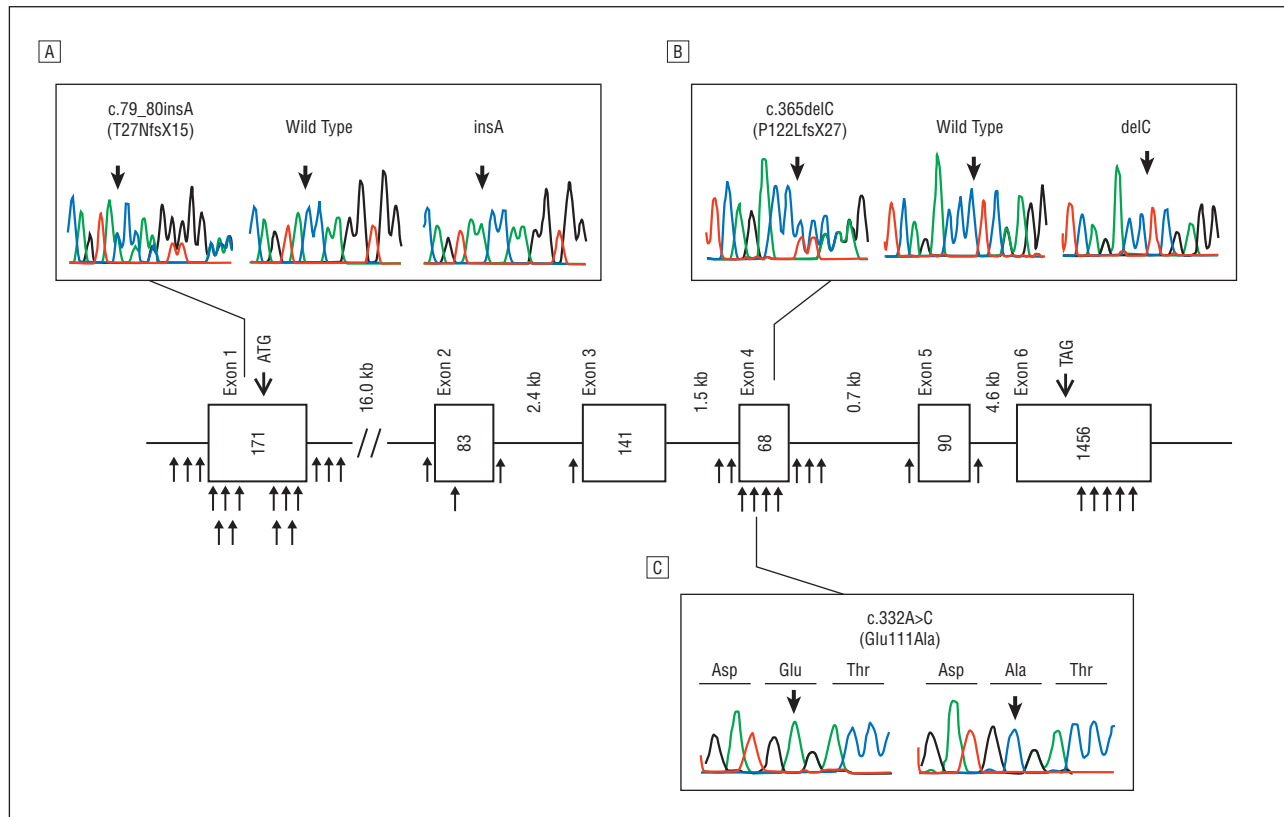 A
c.79_80insA
(T27NfsX15)
Wild Type
insA
B
c.365delC
(P122LfsX27)
Wild Type
delC
Exon 1
ATG
16.0 kb
Exon 2
2.4 kb
Exon 3
1.5 kb
Exon 4
0.7 kb
Exon 5
4.6 kb
Exon 6
TAG
171
83
141
68
90
1456
C
c.332A>C
(Glu111Ala)
Asp Glu Thr Asp Ala Thr